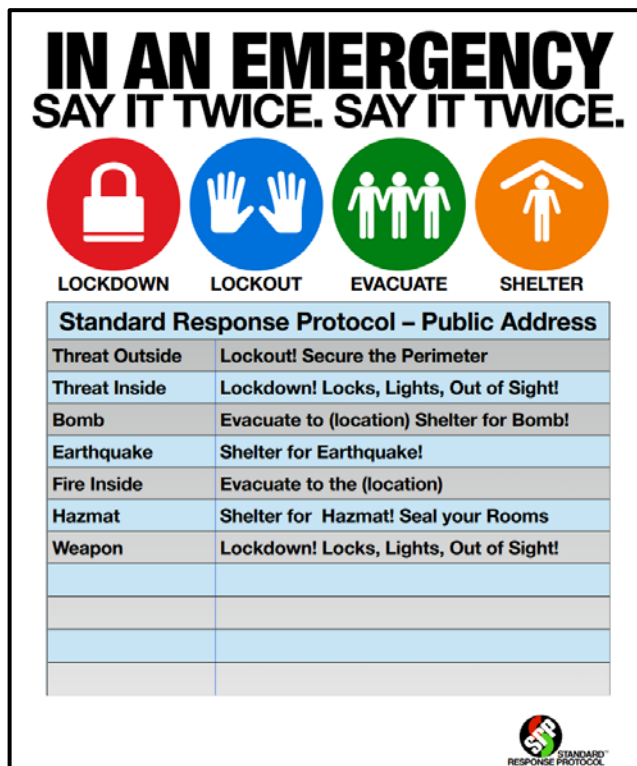 IN AN EMERGENCY
SAY IT TWICE. SAY IT TWICE.
LOCKDOWN LOCKOUT EVACUATE SHELTER
Standard Response Protocol – Public Address
Threat Outside Lockout! Secure the Perimeter
Threat Inside Lockdown! Locks, Lights, Out of Sight!
Bomb Evacuate to (location) Shelter for Bomb!
Earthquake Shelter for Earthquake!
Fire Inside Evacuate to the (location)
Hazmat Shelter for Hazmat! Seal your Rooms
Weapon Lockdown! Locks, Lights, Out of Sight!
srp
STANDARD™
RESPONSE PROTOCOL